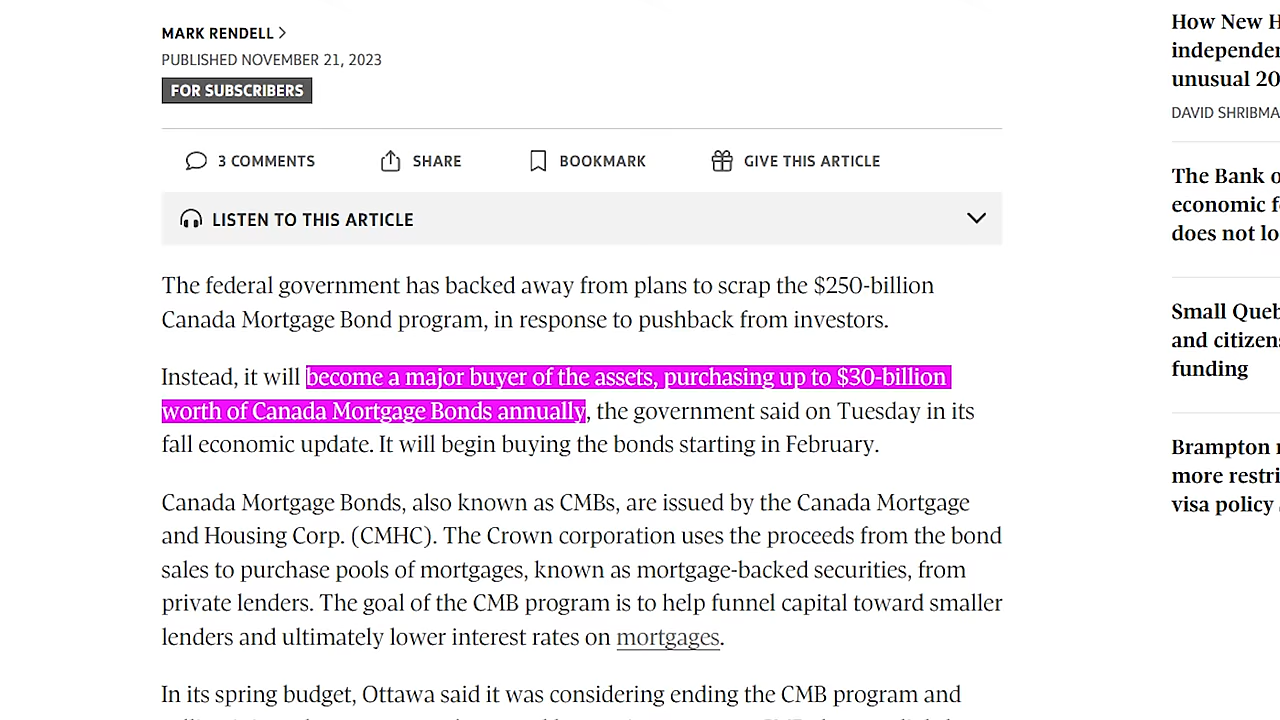 MARK RENDELL >
PUBLISHED NOVEMBER 21, 2023
FOR SUBSCRIBERS
3 COMMENTS SHARE BOOKMARK GIVE THIS ARTICLE
LISTEN TO THIS ARTICLE
The federal government has backed away from plans to scrap the $250-billion
Canada Mortgage Bond program, in response to pushback from investors.
Instead, it will become a major buyer of the assets, purchasing up to $30-billion
worth of Canada Mortgage Bonds annually, the government said on Tuesday in its
fall economic update. It will begin buying the bonds starting in February.
Canada Mortgage Bonds, also known as CMBs, are issued by the Canada Mortgage
and Housing Corp. (CMHC). The Crown corporation uses the proceeds from the bond
sales to purchase pools of mortgages, known as mortgage-backed securities, from
private lenders. The goal of the CMB program is to help funnel capital toward smaller
lenders and ultimately lower interest rates on mortgages.
In its spring budget, Ottawa said it was considering ending the CMB program and
How New
unusual 20
DAVID SHRIBMA
The Bank
economic
does not
Small
and
funding
Brampton
more
visa policy